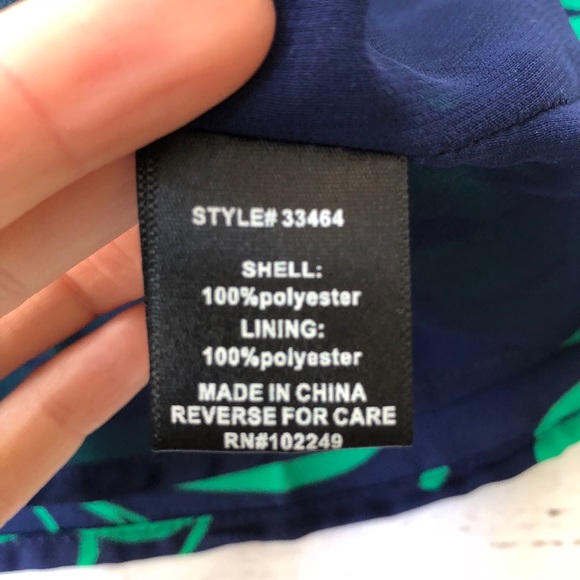 STYLE# 33464
SHELL:
100%polyester
LINING:
100%polyester
MADE IN CHINA
REVERSE FOR CARE
RN#102249